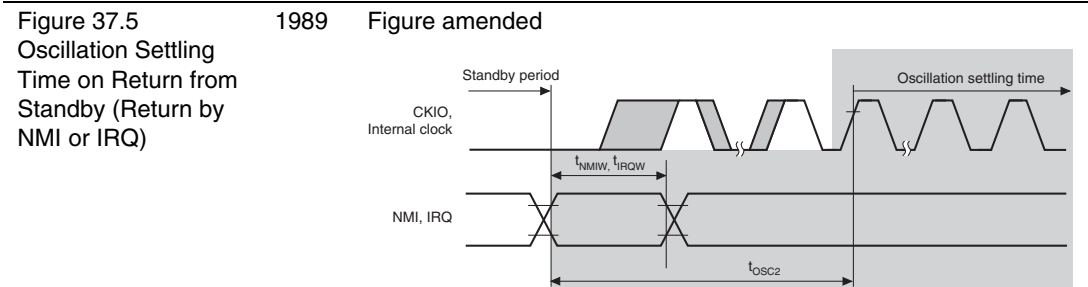 Figure 37.5
Oscillation Settling
Time on Return from
Standby (Return by
NMI or IRQ)
1989
Figure amended
Standby period
Oscillation settling time
CKIO,
Internal clock
tNMIW, tIRQW
NMI, IRQ
tOSC2